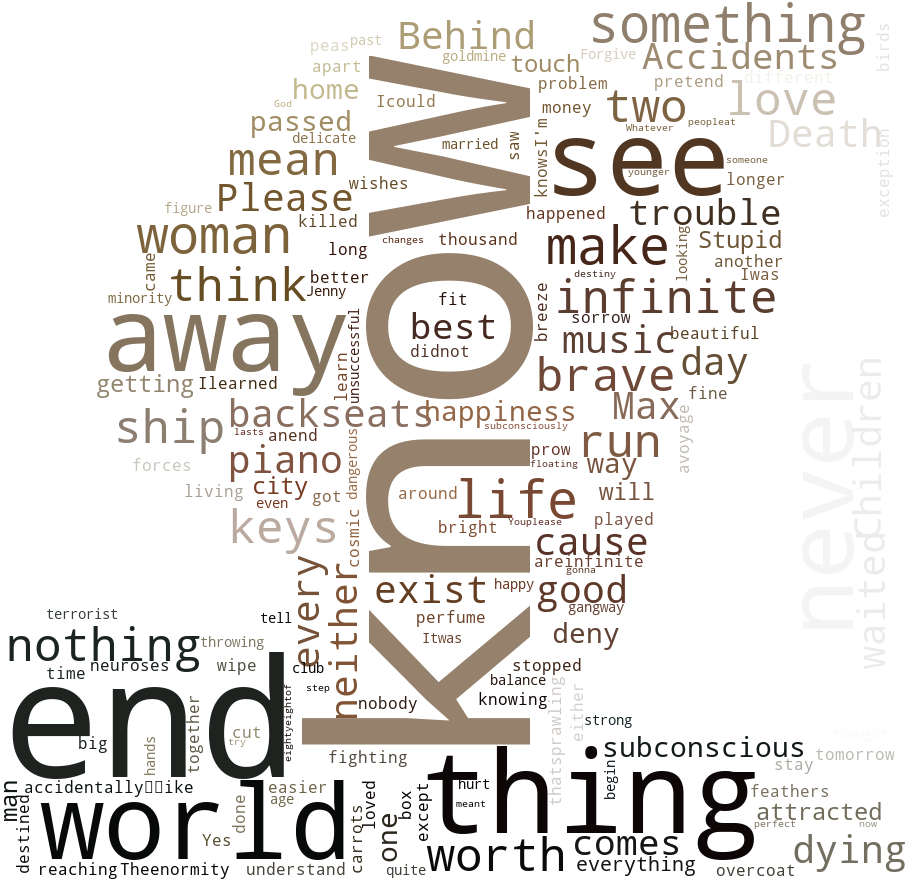 something
Behind
peas
past
goldmine
Forgive
birds
Accidents
apart
touch
different
home
Icould
problem
pretend
love
God
money
two
passed
delicate
married
saw
knowsI'm
Whatever
peopleat
Death
exception
mean
see
someone
wishes
younger
longer
Please
figure
killed
happened
trouble
woman
long
changes
thousand
make
looking
Stupid
came
another
think
better
destiny
Iwas
minority
Jenny
fit
breeze
infinite
know
away
unsuccessful
best
sorrow
music
beautiful
didnot
day
getting
Ilearned
learn
brave
fine
never
children
ship
backseats
happiness
Max
avoyage
lasts
anend
subconsciously
run
forces
piano
dangerous
prow
floating
way
living
city
got
around
life
will
even
keys
cosmic
bright
Youplease
played
cause
waited
every
neither
areinfinite
gonna
exist
happy
good
terrorist
tell
perfume
gangway
nothing
throwing
Itwas
deny
time
neuroses
wipe
club
stopped
end
step
balance
eightyeightof
nobody
knowing
thatsprawling
either
big
hands
together
cut
try
strong
thought
fighting
thing
subconscious
tomorrow
man
accidentally
ike
easier
loved
hurt
begin
stay
world
age
box
except
meant
feathers
destined
done
carrots
one
attracted
perfect
now
Yes
worth
comes
dying
reaching
Theenormity
understand
quite
everything
overcoat